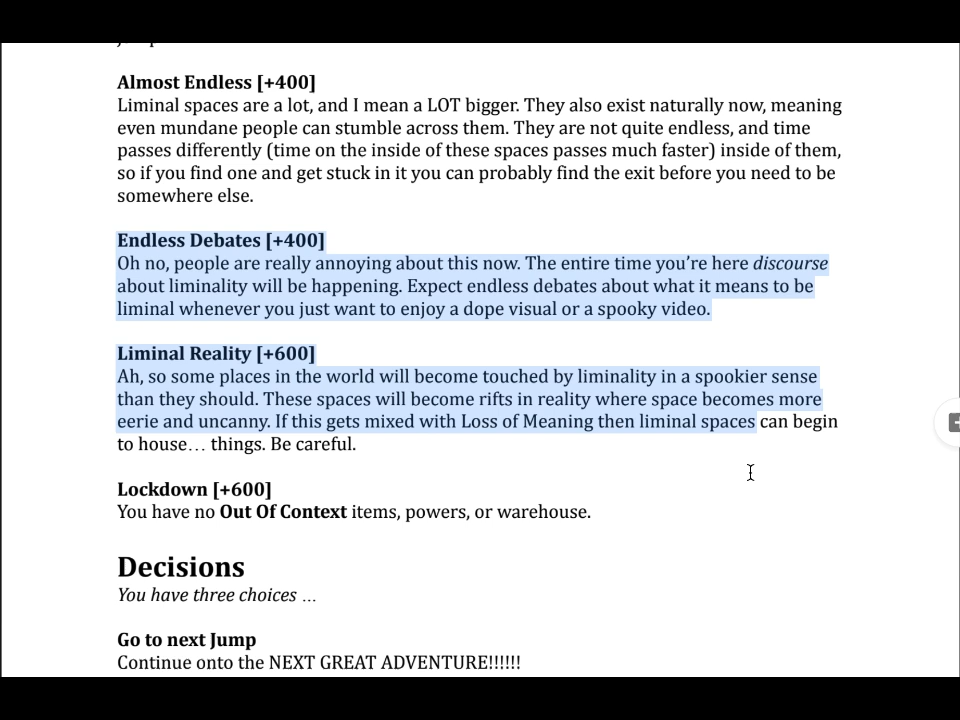 Almost Endless [+400]
Liminal spaces are a lot, and I mean a LOT bigger. They also exist naturally now, meaning
even mundane people can stumble across them. They are not quite endless, and time
passes differently (time on the inside of these spaces passes much faster) inside of them,
so if you find one and get stuck in it you can probably find the exit before you need to be
somewhere else.
Endless Debates [+400]
Oh no, people are really annoying about this now. The entire time you’re here discourse
about liminality will be happening. Expect endless debates about what it means to be
liminal whenever you just want to enjoy a dope visual or a spooky video.
Liminal Reality [+600]
Ah, so some places in the world will become touched by liminality in a spookier sense
than they should. These spaces will become rifts in reality where space becomes more
eerie and uncanny. If this gets mixed with Loss of Meaning then liminal spaces can begin
to house… things. Be careful.
Lockdown [+600]
You have no Out Of Context items, powers, or warehouse.
Decisions
You have three choices …
Go to next Jump
Continue onto the NEXT GREAT ADVENTURE!!!!!!